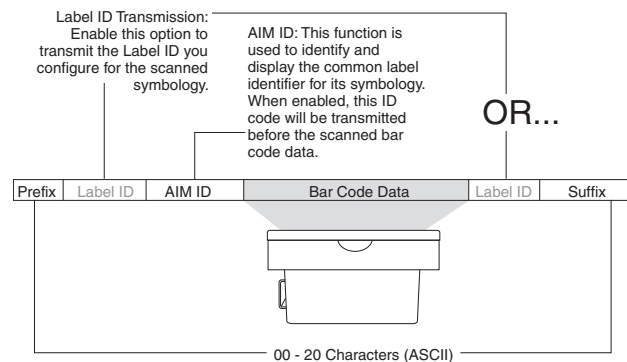 Label ID Transmission:
Enable this option to
transmit the Label ID you
configure for the scanned
symbology.
AIM ID: This function is
used to identify and
display the common label
identifier for its symbology.
When enabled, this ID
code will be transmitted
before the scanned bar
code data.
OR...
Prefix Label ID AIM ID Bar Code Data Label ID Suffix
00 - 20 Characters (ASCII)